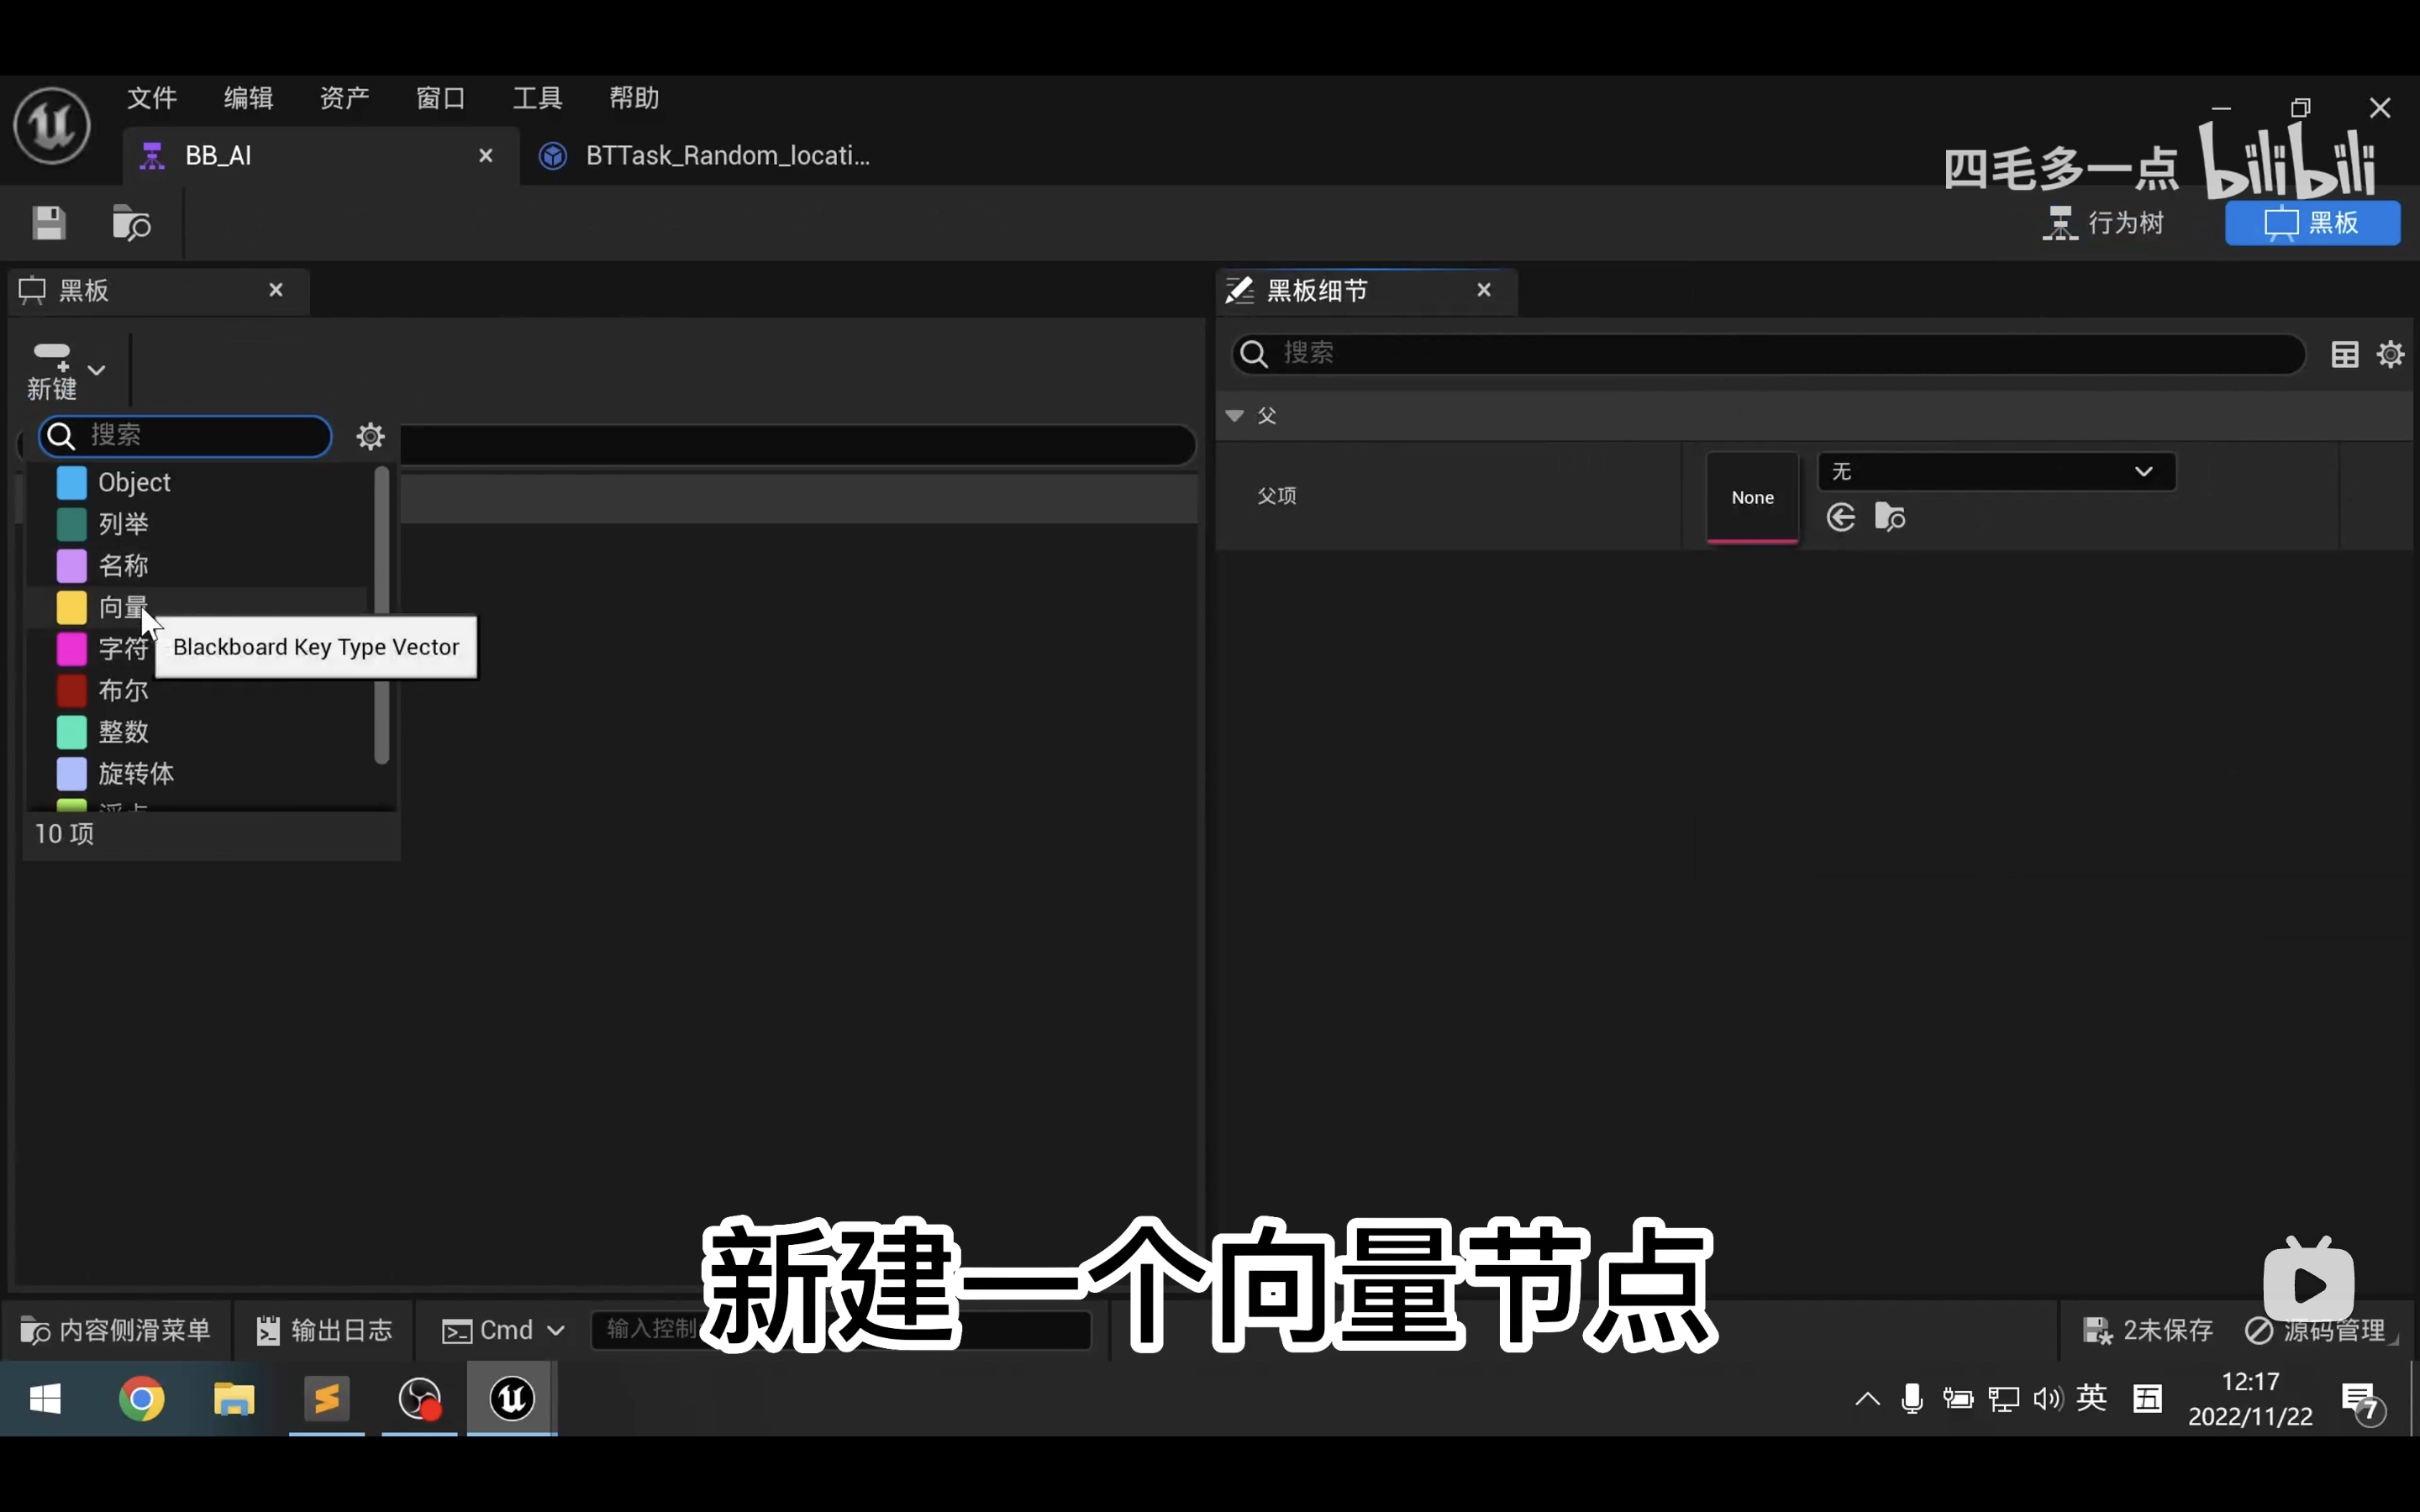 文件 编辑 资产 窗口 工具 帮助
BB_AI BTTask_Random_locati...
四毛多一点 bilibili
行为树 黑板
黑板
黑板细节
新键
搜索
搜索
父
Object
列举
名称
向量
字符
布尔
整数
旋转体
浮点
10 项
Blackboard Key Type Vector
父项
None
无
新建一个向量节点
内容侧滑菜单 输出日志 Cmd 输入控制
2未保存 源码管理
英 五
12:17
2022/11/22
7